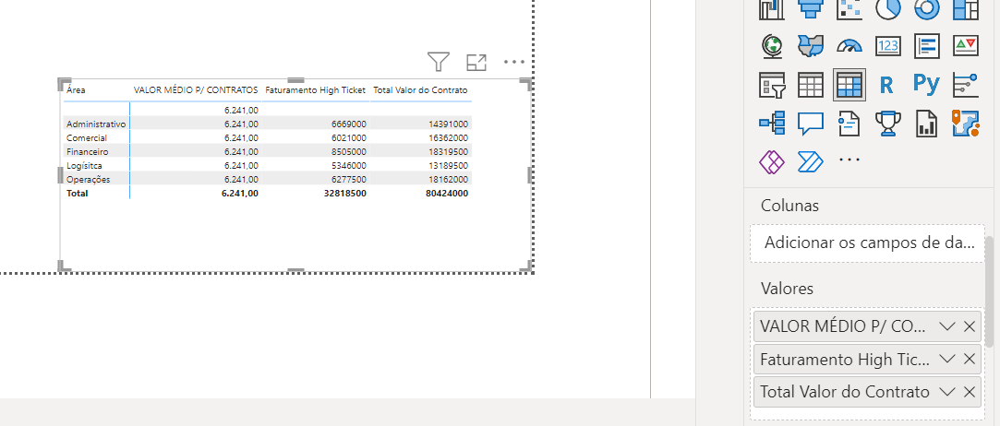 Área VALOR MÉDIO P/ CONTRATOS Faturamento High Ticket Total Valor do Contrato
6.241,00
Administrativo 6.241,00 6669000 14391000
Comercial 6.241,00 6021000 16362000
Financeiro 6.241,00 8505000 18319500
Logísitca 6.241,00 5346000 13189500
Operações 6.241,00 6277500 18162000
Total 6.241,00 32818500 80424000
123
R Py
Colunas
Adicionar os campos de da...
Valores
VALOR MÉDIO P/ CO...
Faturamento High Tic...
Total Valor do Contrato